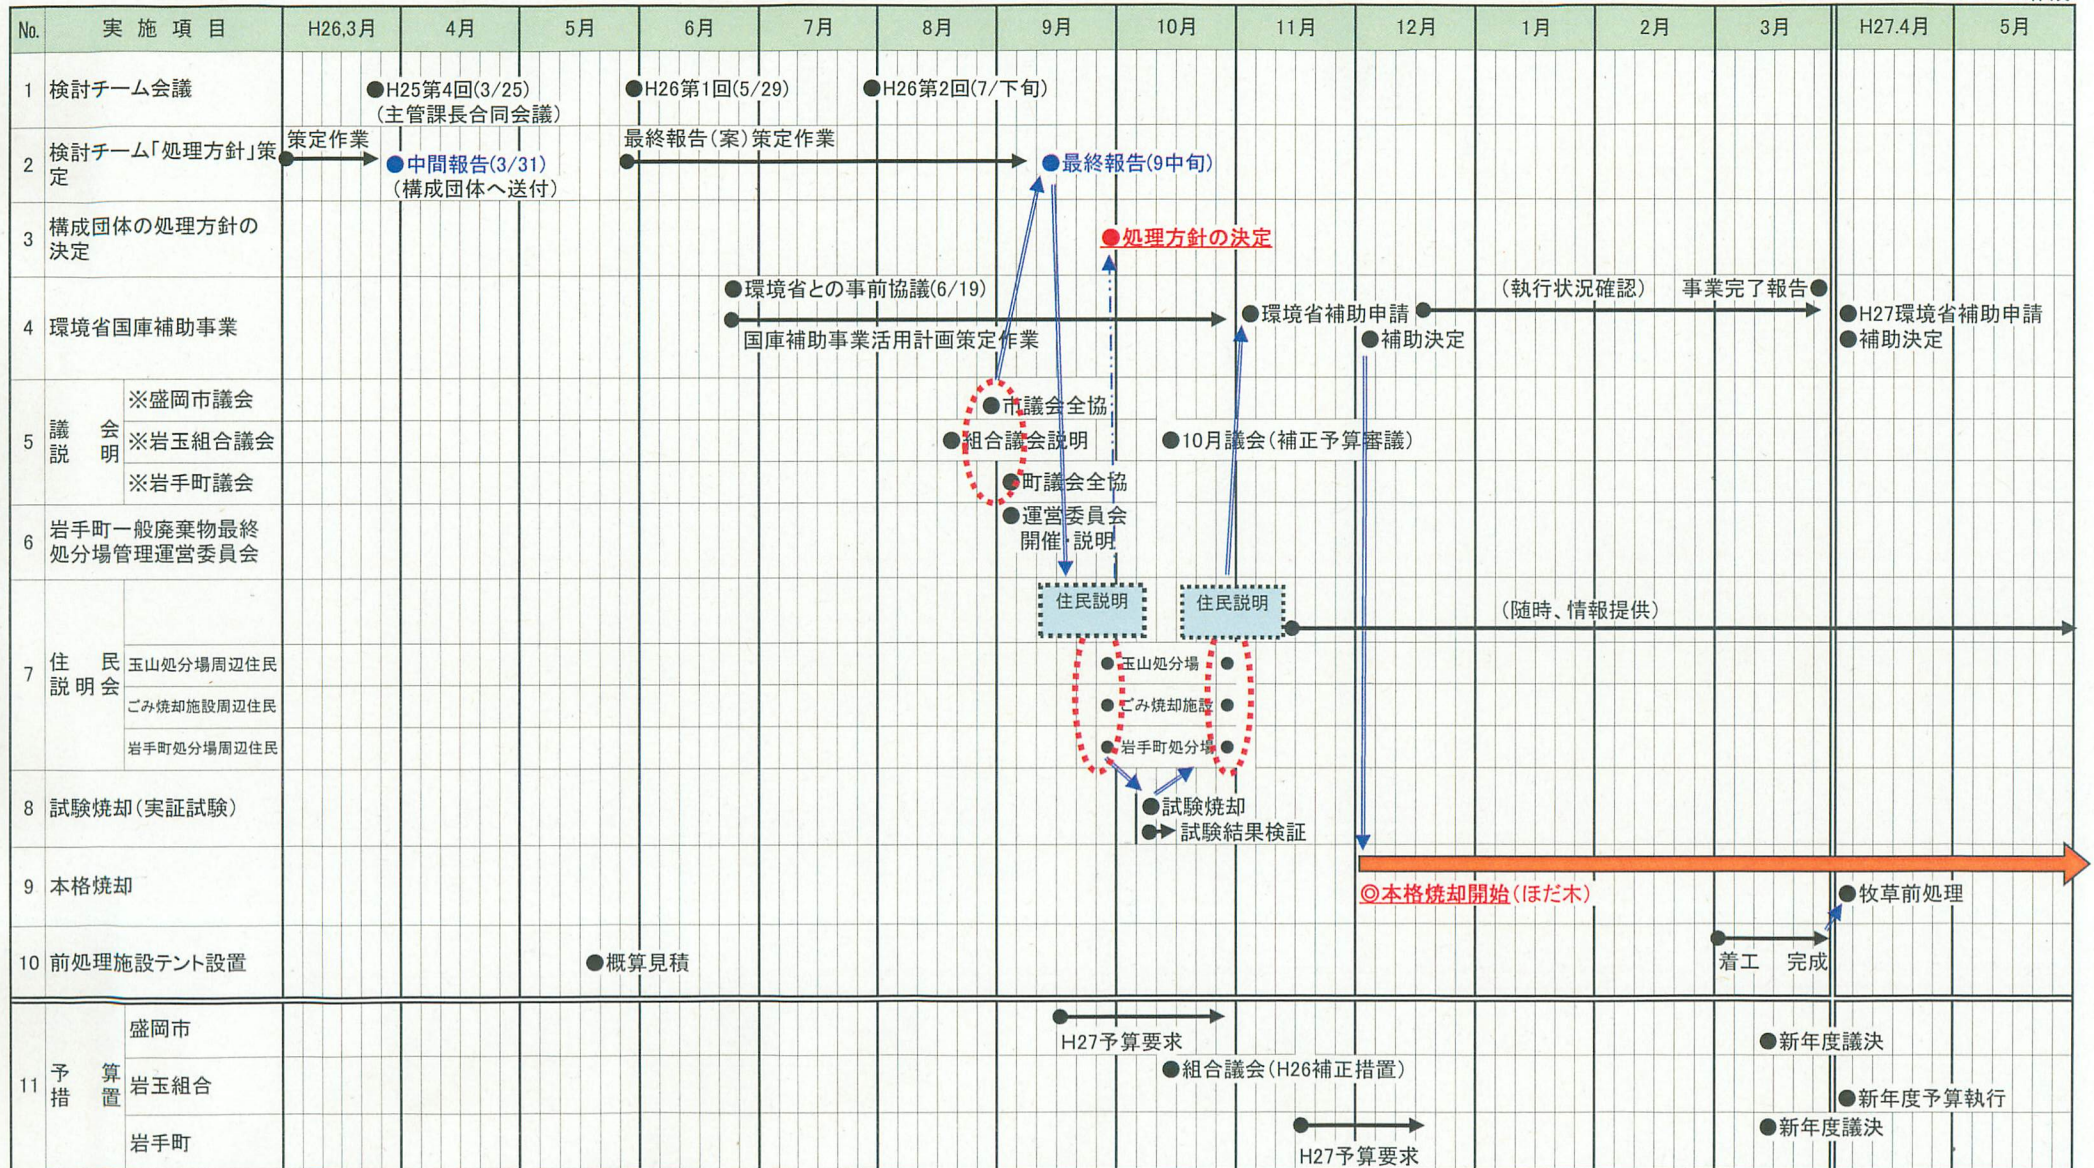 No. 実施項目 H26,3月 4月 5月 6月 7月 8月 9月 10月 11月 12月 1月 2月 3月 H27.4月 5月
1 検討チーム会議
●H25第4回(3/25)
(主管課長合同会議)
●H26第1回(5/29)
●H26第2回(7/下旬)
2 検討チーム「処理方針」策
定
策定作業
●中間報告(3/31)
(構成団体へ送付)
最終報告(案)策定作業
●最終報告(9中旬)
3 構成団体の処理方針の
決定
●処理方針の決定
4 環境省国庫補助事業
●環境省との事前協議(6/19)
国庫補助事業活用計画策定作業
●環境省補助申請
●補助決定
(執行状況確認)
事業完了報告●
●H27環境省補助申請
●補助決定
5 議会
説明
※盛岡市議会
●市議会全協
※岩玉組合議会
●組合議会説明
●10月議会(補正予算審議)
※岩手町議会
●町議会全協
6 岩手町一般廃棄物最終
処分場管理運営委員会
●運営委員会
開催・説明
7 住民
説明会
住民説明
住民説明
(随時、情報提供)
玉山処分場周辺住民
●玉山処分場●
ごみ焼却施設周辺住民
●ごみ焼却施設●
岩手町処分場周辺住民
●岩手町処分場●
8 試験焼却(実証試験)
●試験焼却
試験結果検証
9 本格焼却
◎本格焼却開始(ほだ木)
●牧草前処理
10 前処理施設テント設置
●概算見積
着工 完成
11 予算
措置
盛岡市
H27予算要求
●新年度議決
岩玉組合
●組合議会(H26補正措置)
●新年度予算執行
岩手町
H27予算要求
●新年度議決